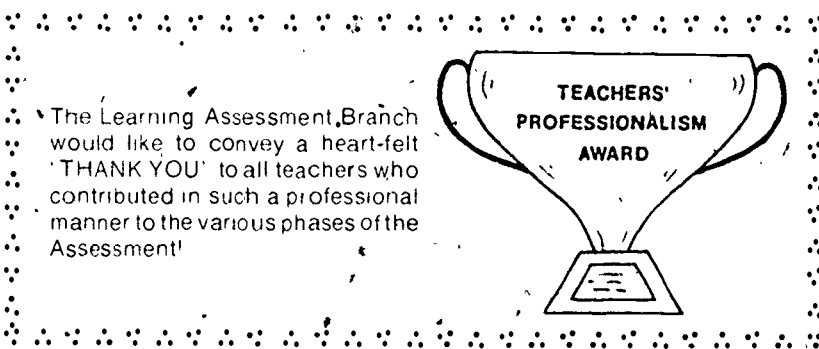 The Learning Assessment Branch
would like to convey a heart-felt
'THANK YOU' to all teachers who
contributed in such a professional
manner to the various phases of the
Assessment!
TEACHERS'
PROFESSIONALISM
AWARD